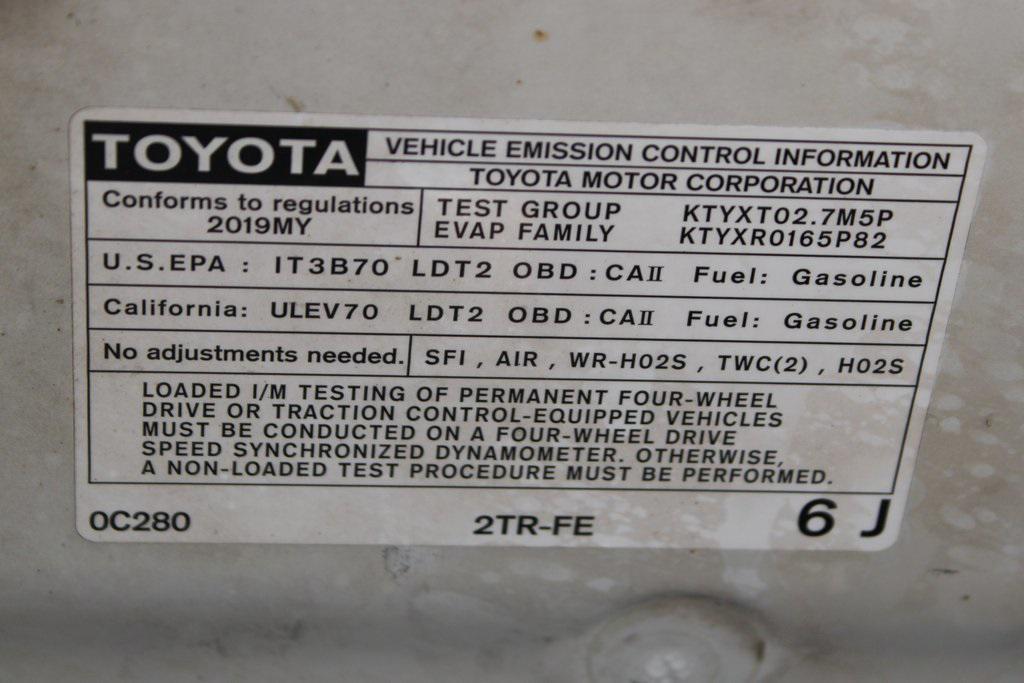 TOYOTA
VEHICLE EMISSION CONTROL INFORMATION
TOYOTA MOTOR CORPORATION
Conforms to regulations
2019MY
TEST GROUP KTYXT02.7M5P
EVAP FAMILY KTYXR0165P82
U.S.EPA : IT3B70 LDT2 OBD : CAII Fuel: Gasoline
California: ULEV70 LDT2 OBD : CAII Fuel: Gasoline
No adjustments needed.
SFI , AIR , WR-HO2S , TWC(2) , HO2S
LOADED I/M TESTING OF PERMANENT FOUR-WHEEL
DRIVE OR TRACTION CONTROL-EQUIPPED VEHICLES
MUST BE CONDUCTED ON A FOUR-WHEEL DRIVE
SPEED SYNCHRONIZED DYNAMOMETER. OTHERWISE,
A NON-LOADED TEST PROCEDURE MUST BE PERFORMED.
0C280 2TR-FE 6 J